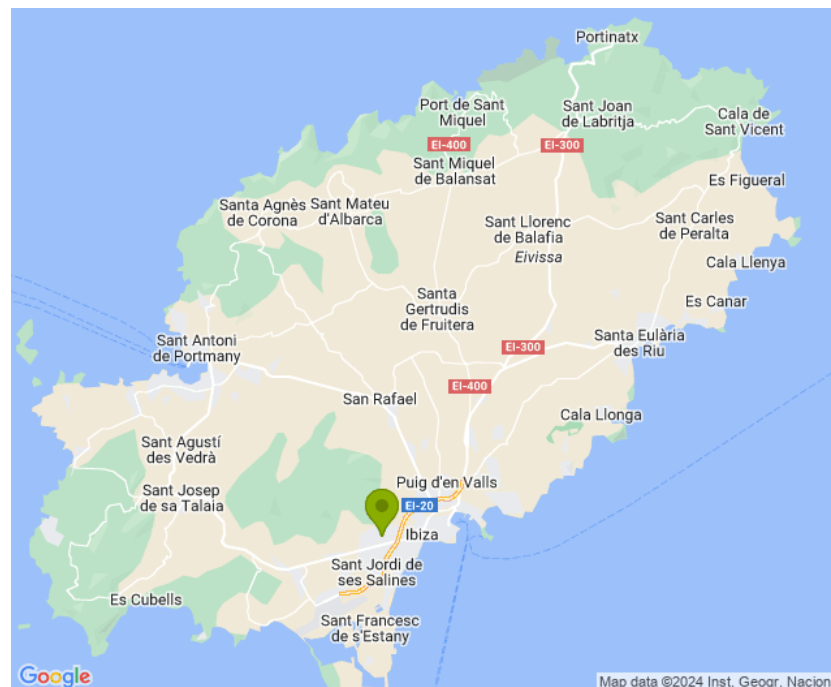 Portinatx
Port de Sant
Miquel
Sant Joan
de Labritja
Cala de
Sant Vicent
EI-400
EI-300
Sant Miquel
de Balansat
Es Figueral
Santa Agnès
de Corona
Sant Mateu
d'Albarca
Sant Llorenc
de Balafia
Sant Carles
de Peralta
Eivissa
Cala Llenya
Santa
Gertrudis
de Fruitera
Es Canar
Sant Antoni
de Portmany
Santa Eulària
des Riu
EI-300
EI-400
San Rafael
Cala Llonga
Sant Agustí
des Vedrà
Puig d'en Valls
Sant Josep
de sa Talaia
EI-20
Ibiza
Sant Jordi de
ses Salines
Es Cubells
Sant Francesc
de s'Estany
Google
Map data ©2024 Inst. Geogr. Nacion